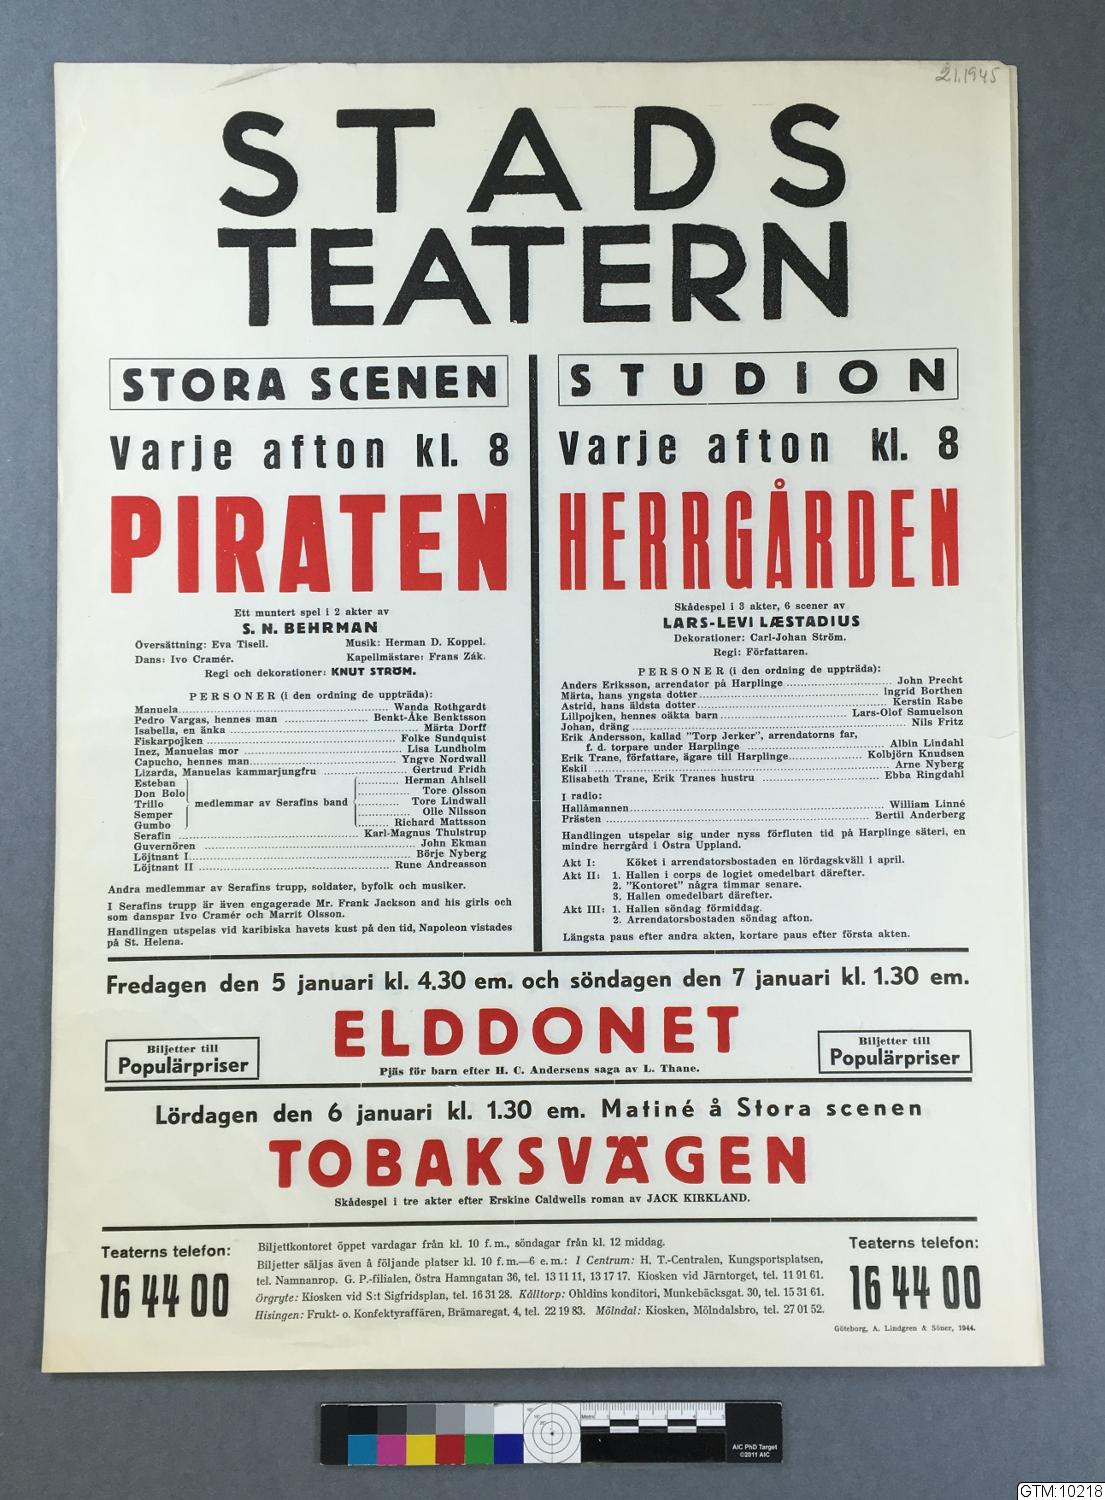 21.1945
STADS
TEATERN
STORA SCENEN
Varje afton kl. 8
PIRATEN
Ett muntert spel i 2 akter av
S. N. BEHRMAN
Översättning: Eva Tisell. Musik: Herman D. Koppel.
Dans: Ivo Cramér. Kapellmästare: Frans Zák.
Regi och dekorationer: KNUT STRÖM.
PERSONER (i den ordning de uppträda):
Manuela Wanda Rothgardt
Pedro Vargas, hennes man Benkt-Åke Benktsson
Isabella, en änka Märta Dorff
Fiskarpojken Folke Sundquist
Inez, Manuelas mor Lisa Lundholm
Capucho, hennes man Yngve Nordwall
Lizarda, Manuelas kammarjungfru Gertrud Fridh
Esteban Herman Ahlsell
Don Bolo Tore Olsson
Trillo medlemmar av Serafins band Tore Lindwall
Semper Olle Nilsson
Gumbo Richard Mattsson
Serafin Karl-Magnus Thulstrup
Guvernören John Ekman
Löjtnant I Börje Nyberg
Löjtnant II Rune Andreasson
Andra medlemmar av Serafins trupp, soldater, byfolk och musiker.
I Serafins trupp är även engagerade Mr. Frank Jackson and his girls och
som danspar Ivo Cramér och Marrit Olsson.
Handlingen utspelas vid karibiska havets kust på den tid, Napoleon vistades
på St. Helena.
STUDION
Varje afton kl. 8
HERRGÅRDEN
Skådespel i 3 akter, 6 scener av
LARS-LEVI LÆSTADIUS
Dekorationer: Carl-Johan Ström.
Regi: Författaren.
PERSONER (i den ordning de uppträda):
Anders Eriksson, arrendator på Harplinge John Precht
Märta, hans yngsta dotter Ingrid Borthen
Astrid, hans äldsta dotter Kerstin Rabe
Lillpojken, hennes oäkta barn Lars-Olof Samuelson
Johan, dräng Nils Fritz
Erik Andersson, kallad "Torp Jerker", arrendatorns far,
f. d. torpare under Harplinge Albin Lindahl
Erik Trane, författare, ägare till Harplinge Kolbjörn Knudsen
Eskil Arne Nyberg
Elisabeth Trane, Erik Tranes hustru Ebba Ringdahl
I radio:
Hallåmannen William Linné
Prästen Bertil Anderberg
Handlingen utspelar sig under nyss förfluten tid på Harplinge säteri, en
mindre herrgård i Östra Uppland.
Akt I: Köket i arrendatorsbostaden en lördagskväll i april.
Akt II: 1. Hallen i corps de logiet omedelbart därefter.
2. "Kontoret" några timmar senare.
3. Hallen omedelbart därefter.
Akt III: 1. Hallen söndag förmiddag.
2. Arrendatorsbostaden söndag afton.
Längsta paus efter andra akten, kortare paus efter första akten.
Fredagen den 5 januari kl. 4.30 em. och söndagen den 7 januari kl. 1.30 em.
ELDDONET
Biljetter till
Populärpriser
Pjäs för barn efter H. C. Andersens saga av L. Thane.
Biljetter till
Populärpriser
Lördagen den 6 januari kl. 1.30 em. Matiné å Stora scenen
TOBAKSVÄGEN
Skådespel i tre akter efter Erskine Caldwells roman av JACK KIRKLAND.
Teaterns telefon:
16 44 00
Biljettkontoret öppet vardagar från kl. 10 f. m., söndagar från kl. 12 middag.
Biljetter säljas även å följande platser kl. 10 f. m.—6 e. m.: I Centrum: H. T.-Centralen, Kungsportsplatsen,
tel. Namnanrop. G. P.-filialen, Östra Hamngatan 36, tel. 13 11 11, 13 17 17. Kiosken vid Järntorget, tel. 11 91 61.
Örgryte: Kiosken vid S:t Sigfridsplan, tel. 16 31 28. Kålltorp: Ohldins konditori, Munkebäcksgat. 30, tel. 15 31 61.
Hisingen: Frukt- o. Konfektyraffären, Brämaregat. 4, tel. 22 19 83. Mölndal: Kiosken, Mölndalsbro, tel. 27 01 52.
Teaterns telefon:
16 44 00
Göteborg, A. Lindgren & Söner, 1944.
AIC PhD Target
©2011 AIC
GTM:10218